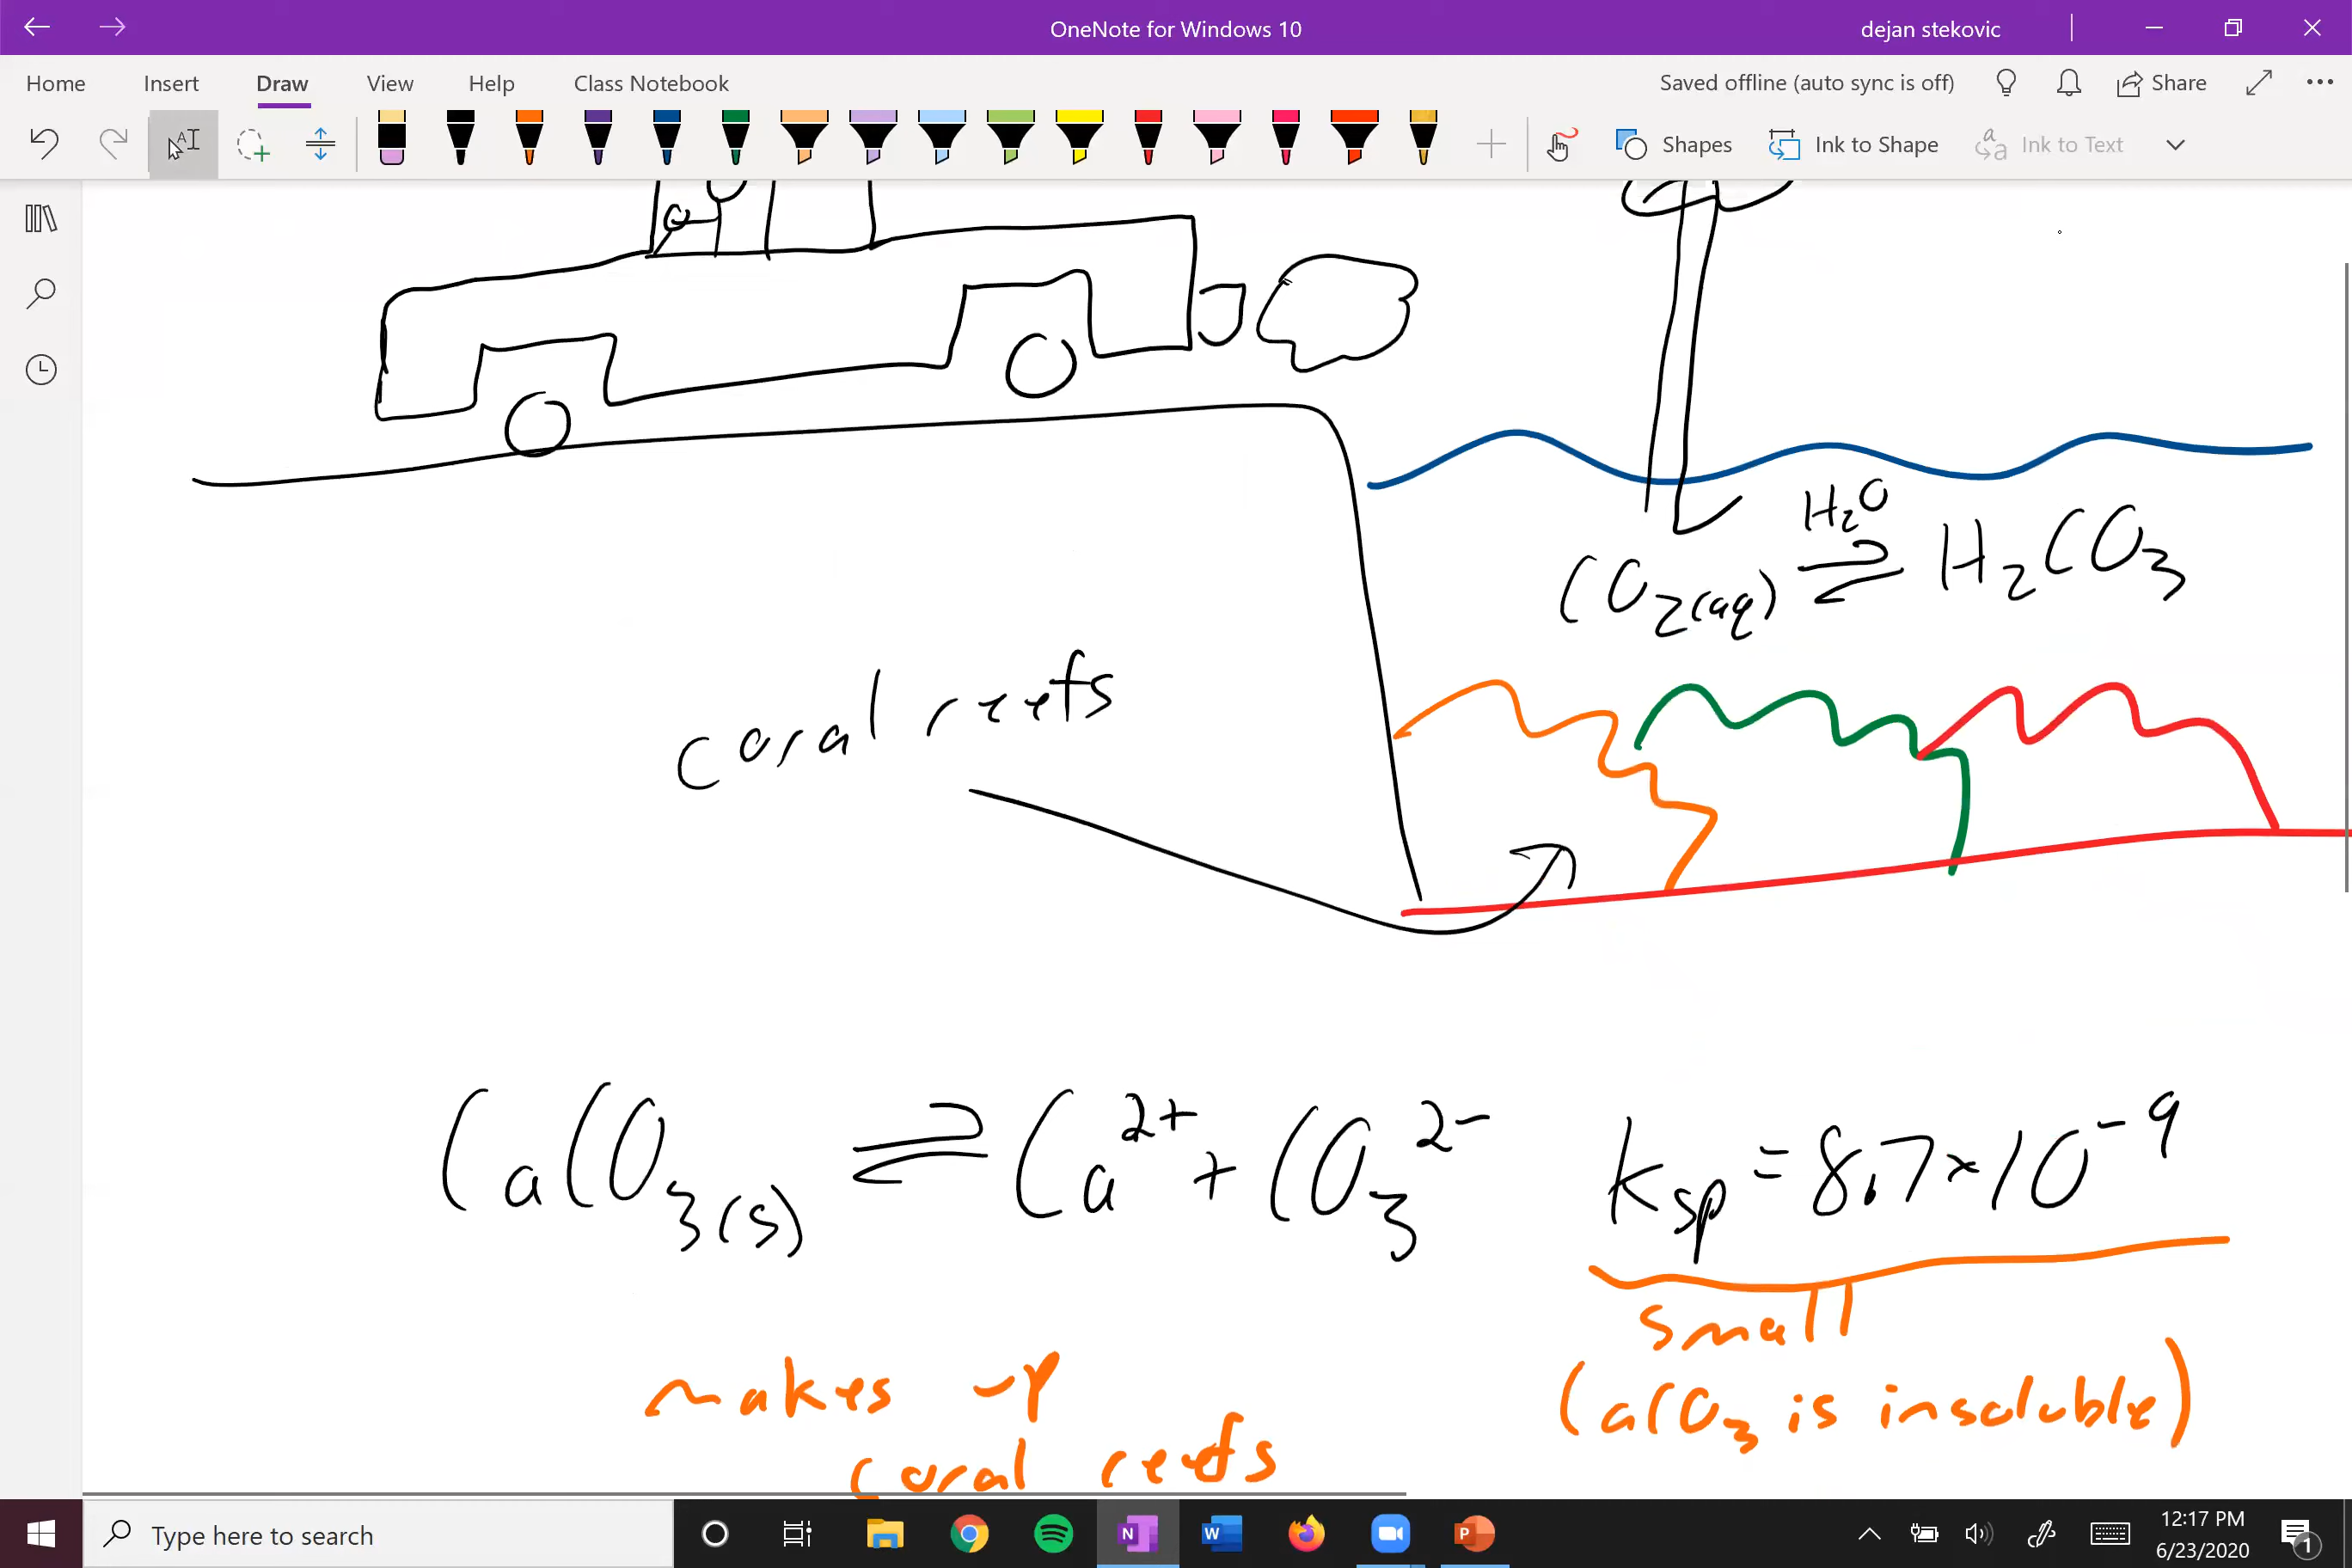 OneNote for Windows 10
dejan stekovic
Home Insert Draw View Help Class Notebook
Saved offline (auto sync is off) Share
Shapes Ink to Shape Ink to Text
H₂O
CO₂(aq) ⇌ H₂CO₃
coral reefs
CaCO₃(s) ⇌ Ca²⁺ + CO₃²⁻ ksp = 8.7×10⁻⁹
small
makes up
CaCO₃ is insoluble)
coral reefs
Type here to search
12:17 PM
6/23/2020
1